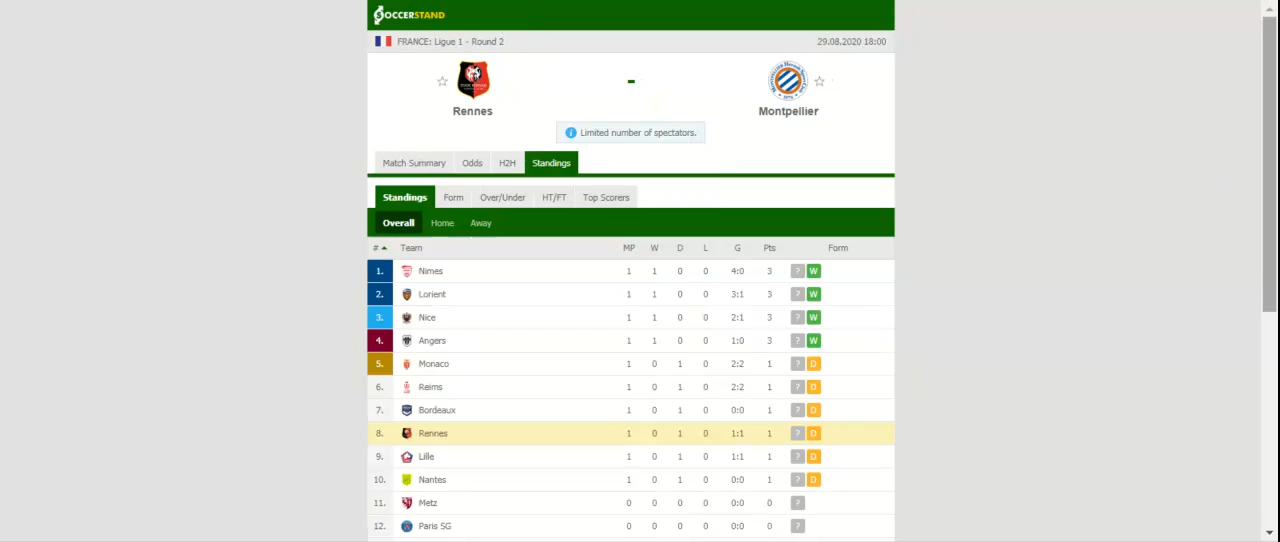 SOCCERSTAND
FRANCE: Ligue 1 - Round 2 29.08.2020 18:00
-
Rennes Montpellier
Limited number of spectators.
Match Summary Odds H2H Standings
Standings Form Over/Under HT/FT Top Scorers
Overall Home Away
# Team MP W D L G Pts Form
1. Nimes 1 1 0 0 4:0 3 ? W
2. Lorient 1 1 0 0 3:1 3 ? W
3. Nice 1 1 0 0 2:1 3 ? W
4. Angers 1 1 0 0 1:0 3 ? W
5. Monaco 1 0 1 0 2:2 1 ? D
6. Reims 1 0 1 0 2:2 1 ? D
7. Bordeaux 1 0 1 0 0:0 1 ? D
8. Rennes 1 0 1 0 1:1 1 ? D
9. Lille 1 0 1 0 1:1 1 ? D
10. Nantes 1 0 1 0 0:0 1 ? D
11. Metz 0 0 0 0 0:0 0 ?
12. Paris SG 0 0 0 0 0:0 0 ?